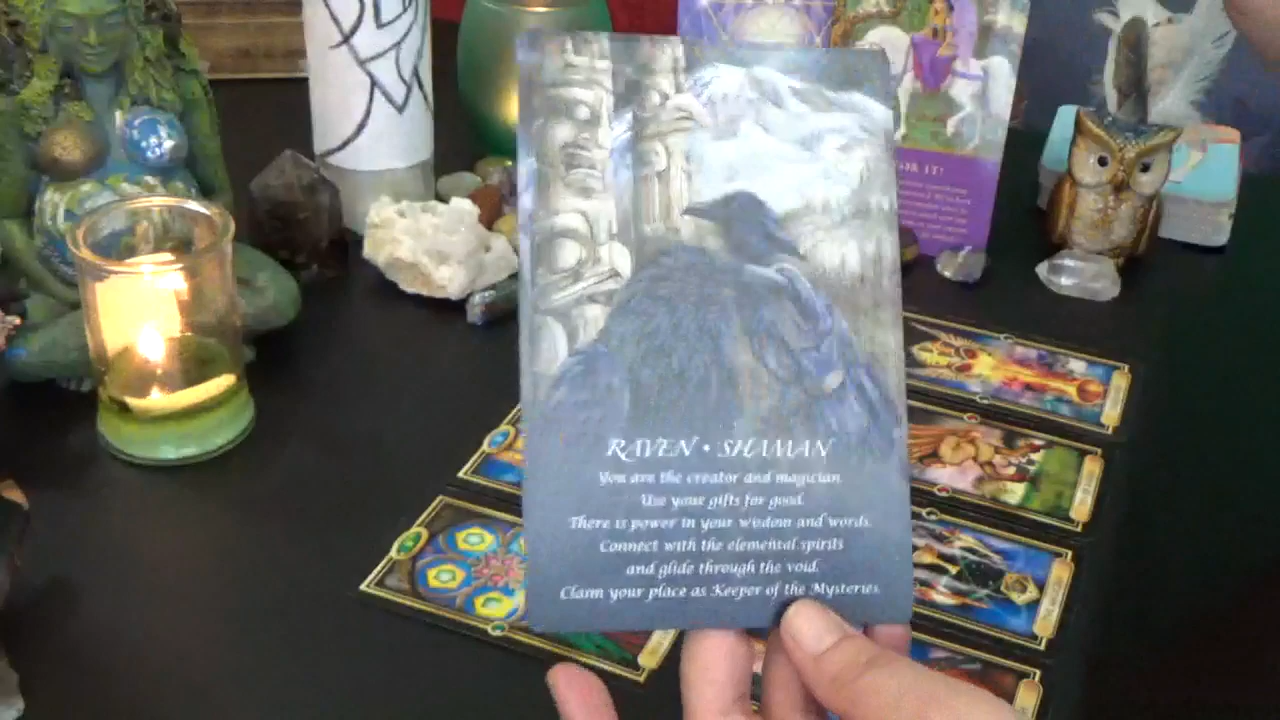 RAVEN • SHAMAN
You are the creator and magician.
Use your gifts for good.
There is power in your wisdom and words.
Connect with the elemental spirits
and glide through the void.
Claim your place as Keeper of the Mysteries.
IT!